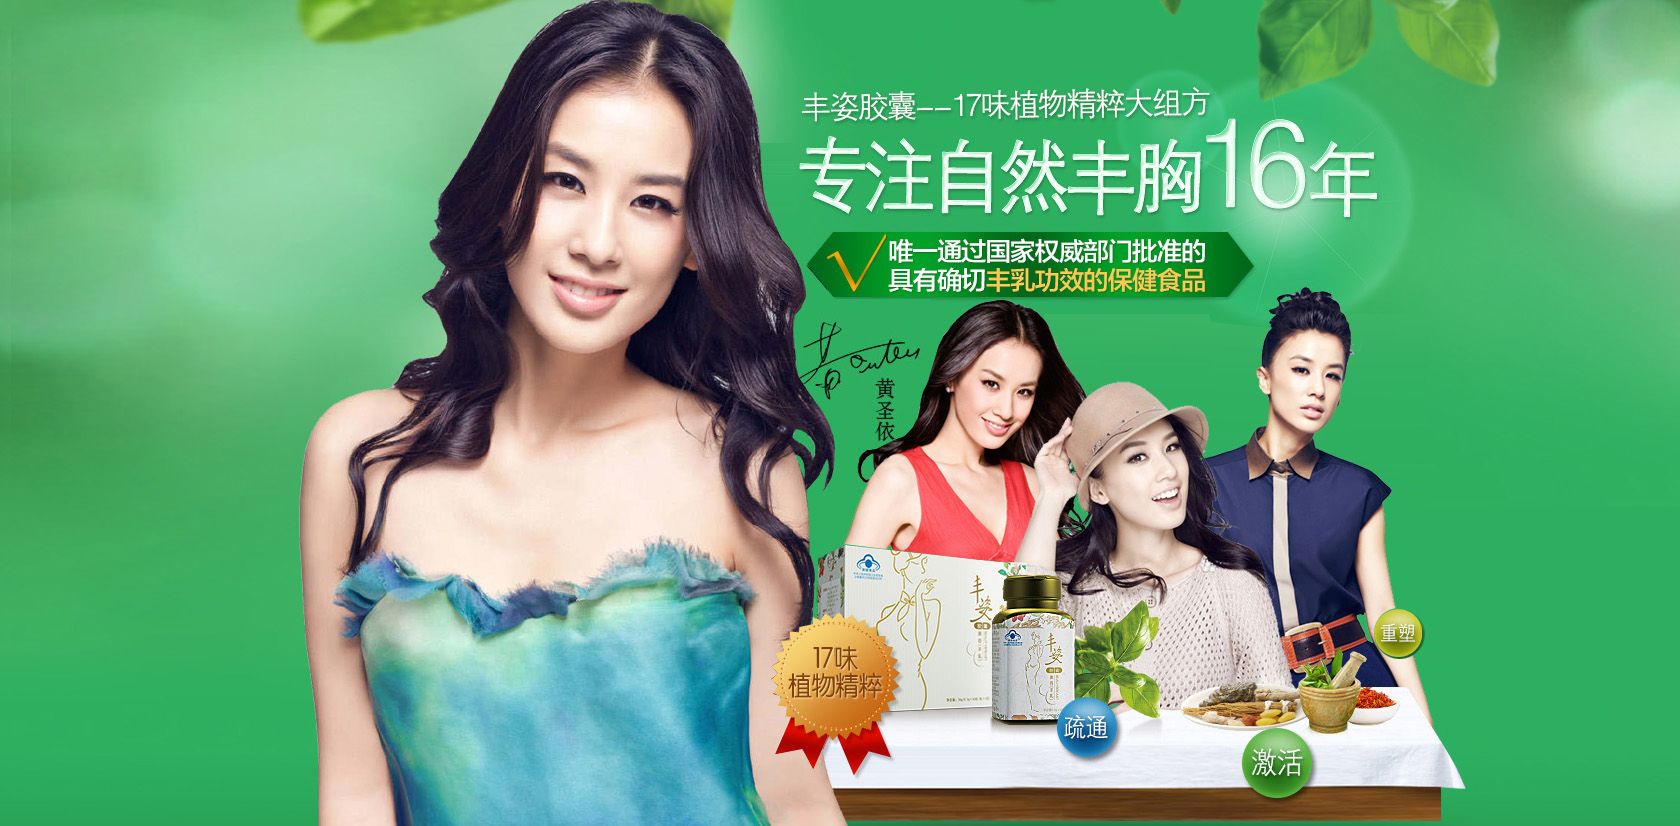 丰姿胶囊--17味植物精粹大组方
专注自然丰胸16年
唯一通过国家权威部门批准的
具有确切丰乳功效的保健食品
黄圣依
丰姿
丰姿
17味
植物精粹
疏通
激活
重塑